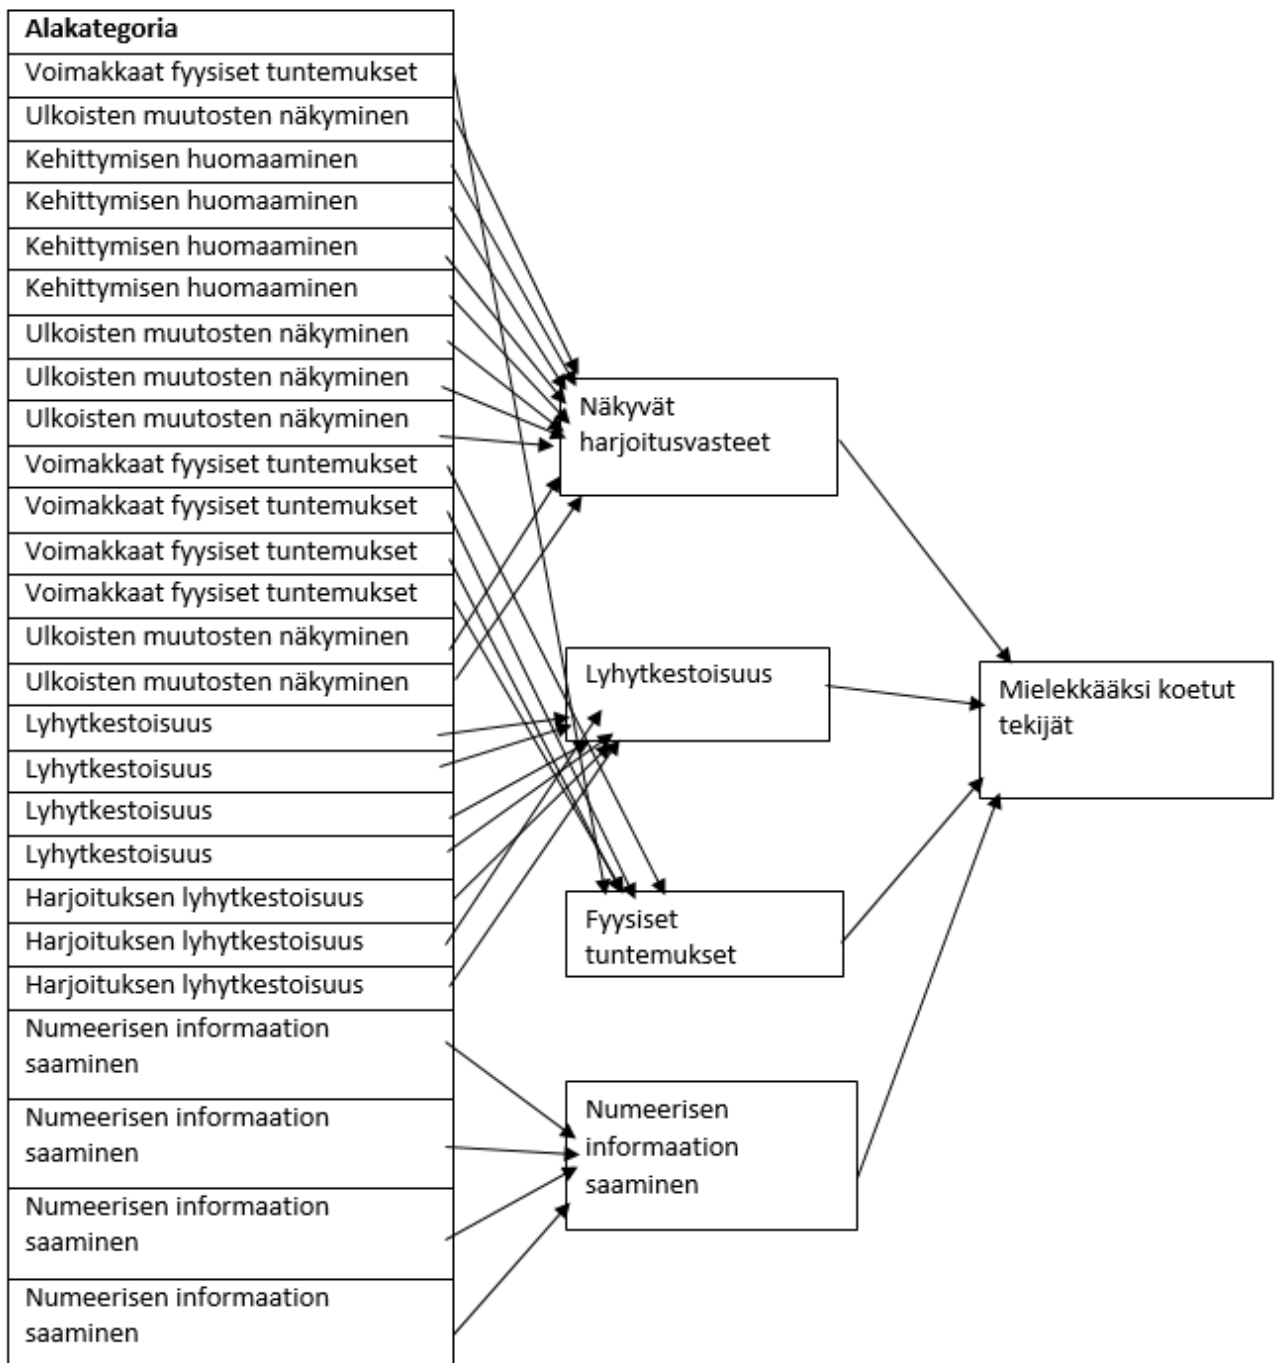 Alakategoria
Voimakkaat fyysiset tuntemukset
Ulkoisten muutosten näkyminen
Kehittymisen huomaaminen
Kehittymisen huomaaminen
Kehittymisen huomaaminen
Kehittymisen huomaaminen
Ulkoisten muutosten näkyminen
Ulkoisten muutosten näkyminen
Ulkoisten muutosten näkyminen
Voimakkaat fyysiset tuntemukset
Voimakkaat fyysiset tuntemukset
Voimakkaat fyysiset tuntemukset
Voimakkaat fyysiset tuntemukset
Ulkoisten muutosten näkyminen
Ulkoisten muutosten näkyminen
Lyhytkestoisuus
Lyhytkestoisuus
Lyhytkestoisuus
Lyhytkestoisuus
Harjoituksen lyhytkestoisuus
Harjoituksen lyhytkestoisuus
Harjoituksen lyhytkestoisuus
Numeerisen informaation
saaminen
Numeerisen informaation
saaminen
Numeerisen informaation
saaminen
Numeerisen informaation
saaminen
Näkyvät
harjoitusvasteet
Lyhytkestoisuus
Fyysiset
tuntemukset
Numeerisen
informaation
saaminen
Mielekkääksi koetut
tekijät